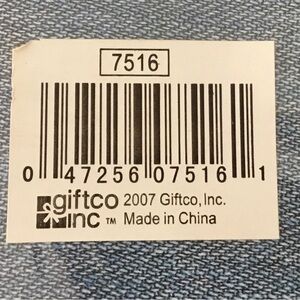 7516
0 47256 07516 1
giftco 2007 Giftco, Inc.
inc ™ Made in China